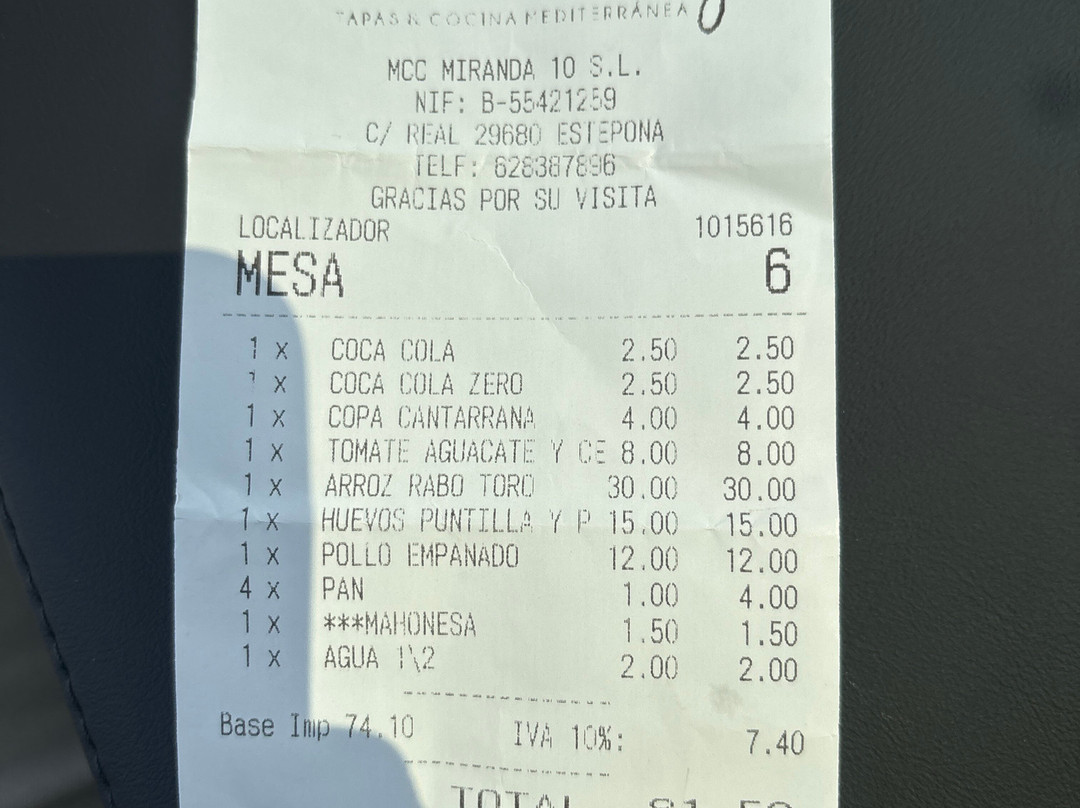 TAPAS & COCINA MEDITERRÁNEA
MCC MIRANDA 10 S.L.
NIF: B-55421259
C/ REAL 29680 ESTEPONA
TELF: 628387896
GRACIAS POR SU VISITA
LOCALIZADOR 1015616
MESA 6
1 x COCA COLA 2.50 2.50
1 x COCA COLA ZERO 2.50 2.50
1 x COPA CANTARRANA 4.00 4.00
1 x TOMATE AGUACATE Y CE 8.00 8.00
1 x ARROZ RABO TORO 30.00 30.00
1 x HUEVOS PUNTILLA Y P 15.00 15.00
1 x POLLO EMPANADO 12.00 12.00
4 x PAN 1.00 4.00
1 x ***MAHONESA 1.50 1.50
1 x AGUA 1\2 2.00 2.00
Base Imp 74.10 IVA 10%: 7.40
TOTAL 81.50